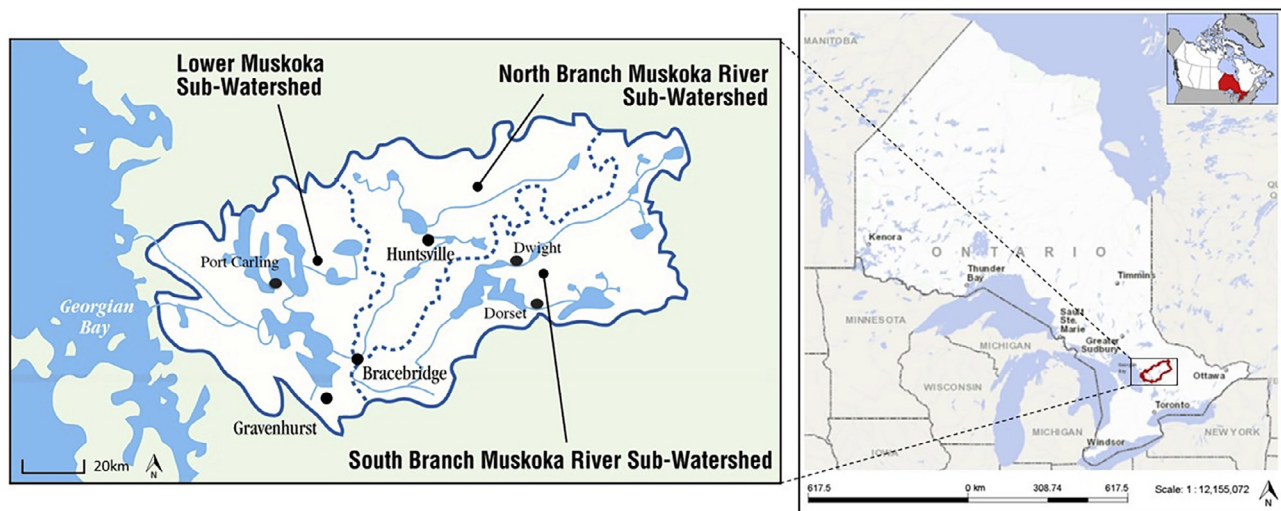 Lower Muskoka
Sub-Watershed
North Branch Muskoka River
Sub-Watershed
Port Carling
Huntsville
Dwight
Georgian
Bay
Dorset
Bracebridge
Gravenhurst
South Branch Muskoka River Sub-Watershed
20km
N
MANITOBA
Kenora
ONTARIO
Thunder
Bay
Timmins
MINNESOTA
Sault
Ste.
Marie
Greater
Sudbury
MICHIGAN
Ottawa
WISCONSIN
Toronto
MICHIGAN
NEW YORK
Windsor
IOWA
617.5
0 km
308.74
617.5
Scale: 1 : 12,155,072
N